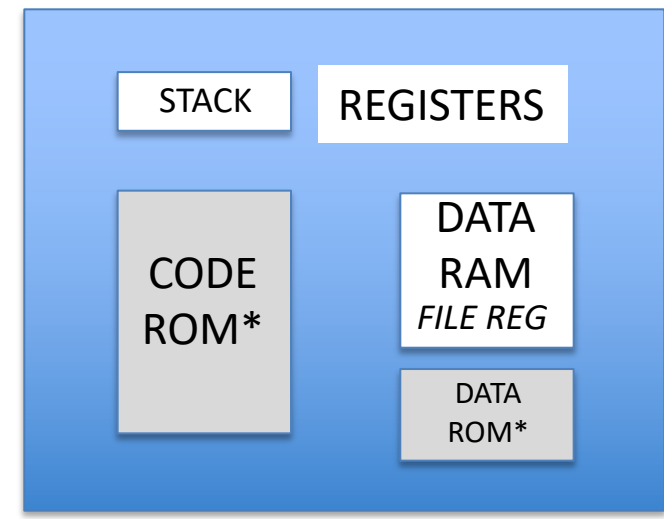 STACK
REGISTERS
CODE
ROM*
DATA
RAM
FILE REG
DATA
ROM*